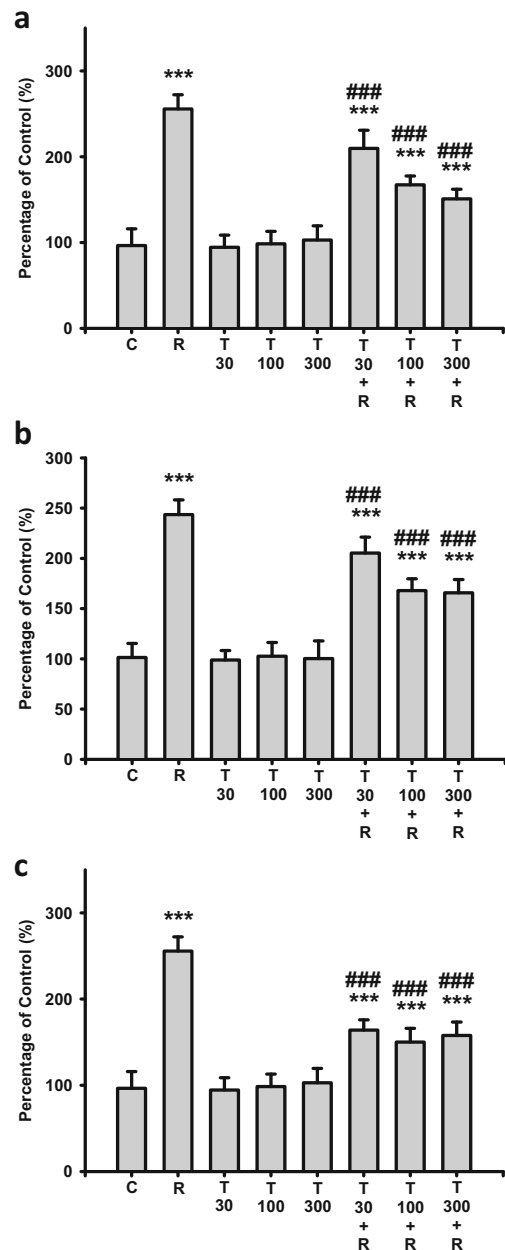 a
Percentage of Control (%)
300
200
100
0
***
###
***
###
***
###
***
C R T T T T T T
30 100 300 30 100 300
+ + +
R R R
b
Percentage of Control (%)
300
250
200
150
100
50
0
***
###
***
###
***
###
***
C R T T T T T T
30 100 300 30 100 300
+ + +
R R R
c
Percentage of Control (%)
300
200
100
0
***
###
***
###
***
###
***
C R T T T T T T
30 100 300 30 100 300
+ + +
R R R